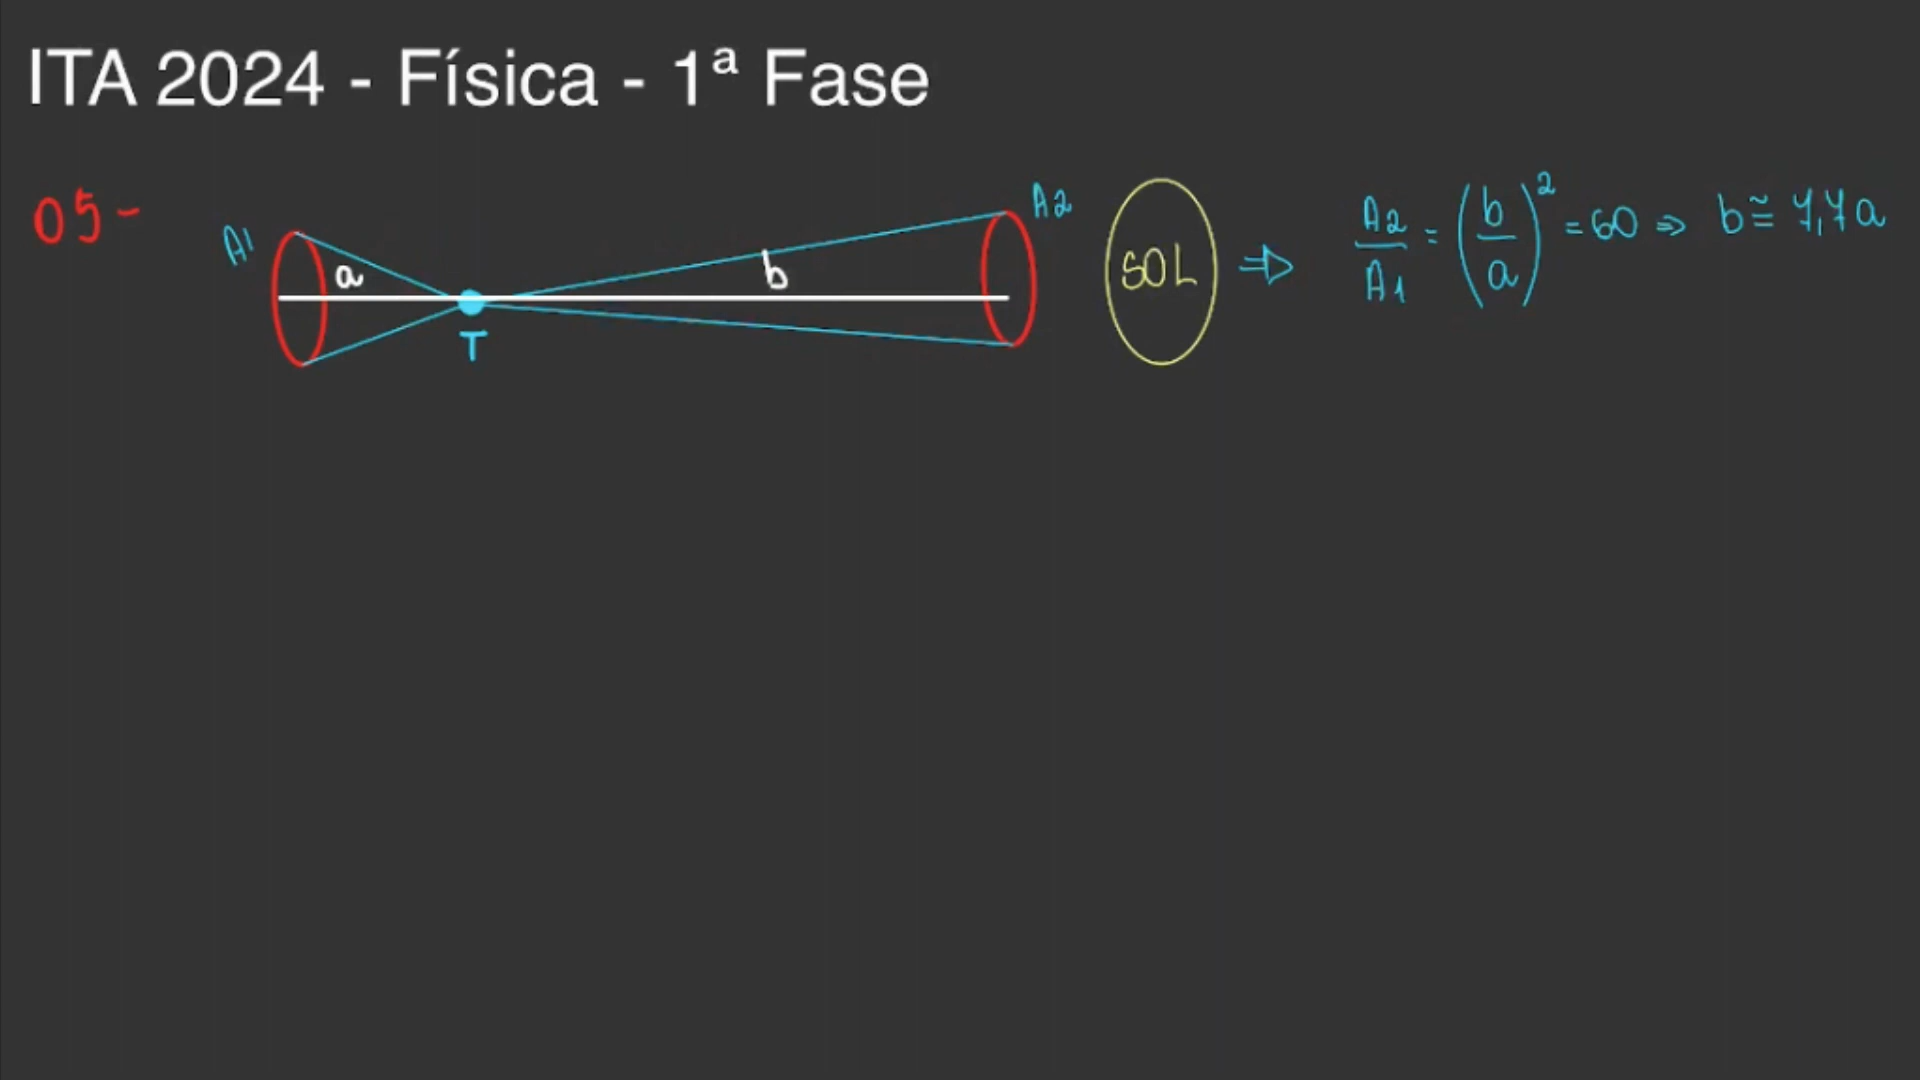 ITA 2024 - Física - 1ª Fase
05-
A1
a
T
b
A2
SOL
⇒ A2/A1 = (b/a)² = 60 ⇒ b ≅ 7,7a